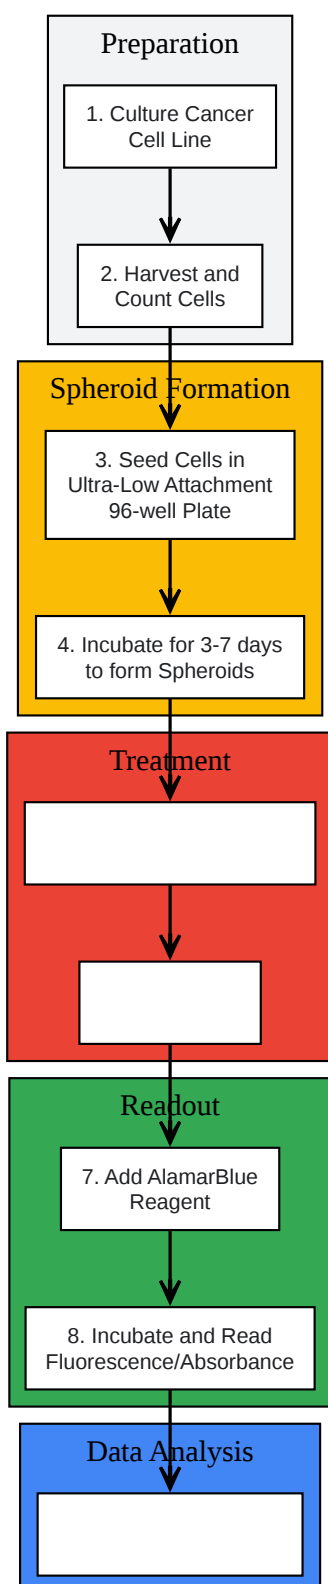 Preparation
1. Culture Cancer
Cell Line
2. Harvest and
Count Cells
Spheroid Formation
3. Seed Cells in
Ultra-Low Attachment
96-well Plate
4. Incubate for 3-7 days
to form Spheroids
Treatment
Readout
7. Add AlamarBlue
Reagent
8. Incubate and Read
Fluorescence/Absorbance
Data Analysis